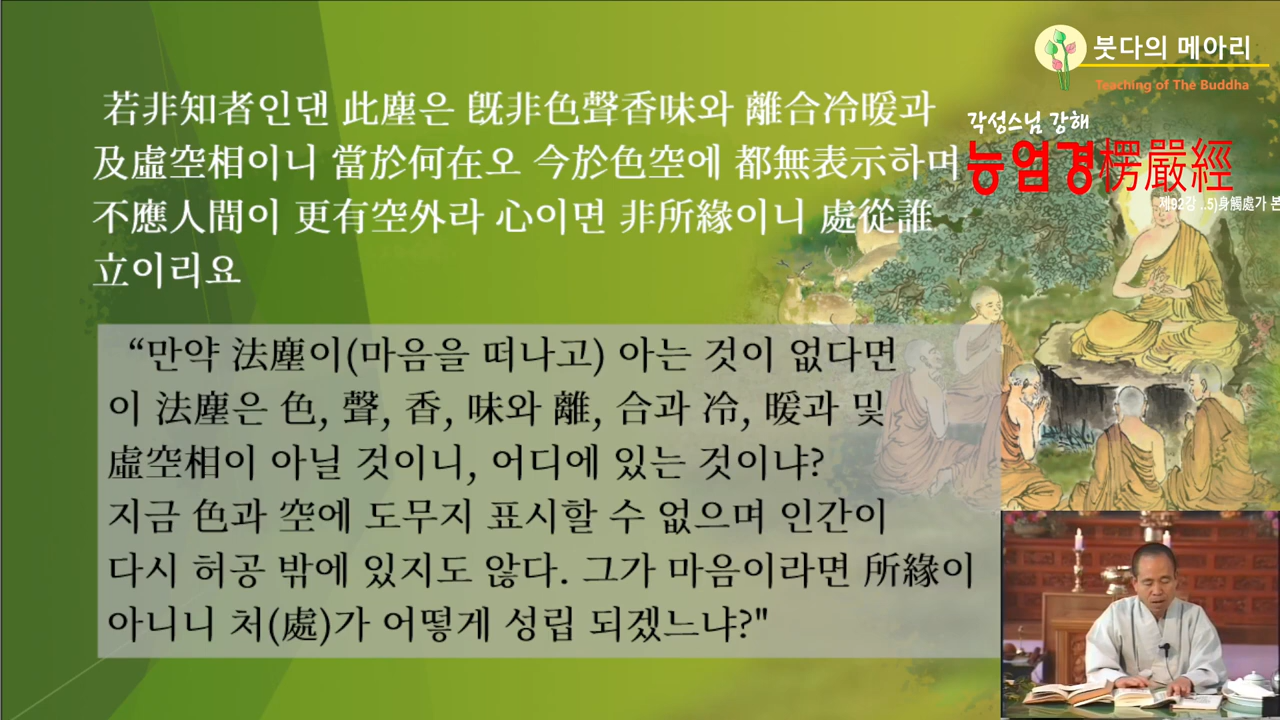 若非知者인댄 此塵은 旣非色聲香味와 離合冷暖과
及虛空相이니 當於何在오 今於色空에 都無表示하며
不應人間이 更有空外라 心이면 非所緣이니 處從誰
立이리요
“만약 法塵이(마음을 떠나고) 아는 것이 없다면
이 法塵은 色, 聲, 香, 味와 離, 合과 冷, 暖과 및
虛空相이 아닐 것이니, 어디에 있는 것이냐?
지금 色과 空에 도무지 표시할 수 없으며 인간이
다시 허공 밖에 있지도 않다. 그가 마음이라면 所緣이
아니니 처(處)가 어떻게 성립 되겠느냐?"
붓다의 메아리
Teaching of The Buddha
각성스님 강해
능엄경楞嚴經
제92강 ..5)身觸處가 본